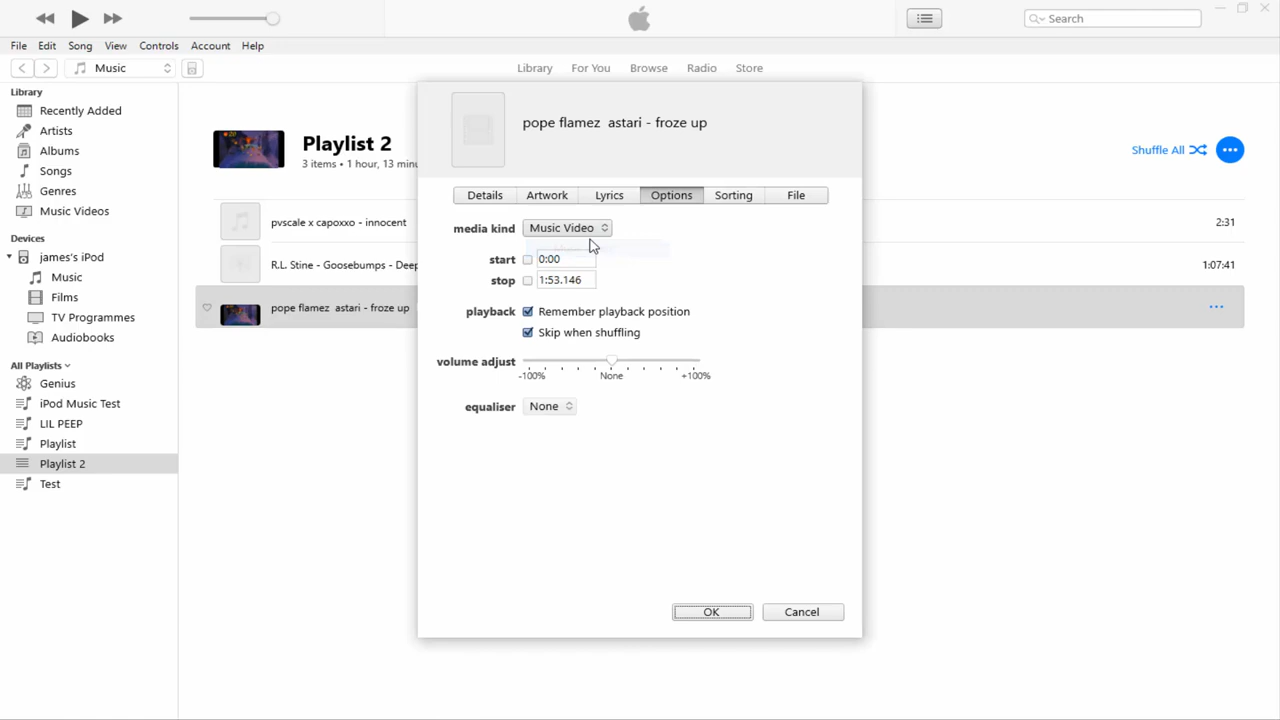 Search
File Edit Song View Controls Account Help
Music
Library For You Browse Radio Store
Library
Recently Added
Artists
Albums
Songs
Genres
Music Videos
Devices
james's iPod
Music
Films
TV Programmes
Audiobooks
All Playlists
Genius
iPod Music Test
LIL PEEP
Playlist
Playlist 2
Test
Playlist 2
3 items • 1 hour, 13 minu
Shuffle All
pvscale x capoxxo - innocent
2:31
R.L. Stine - Goosebumps - Deep
1:07:41
pope flamez astari - froze up
pope flamez astari - froze up
Details Artwork Lyrics Options Sorting File
media kind Music Video
start 0:00
stop 1:53.146
playback Remember playback position
Skip when shuffling
volume adjust
-100% None +100%
equaliser None
OK Cancel